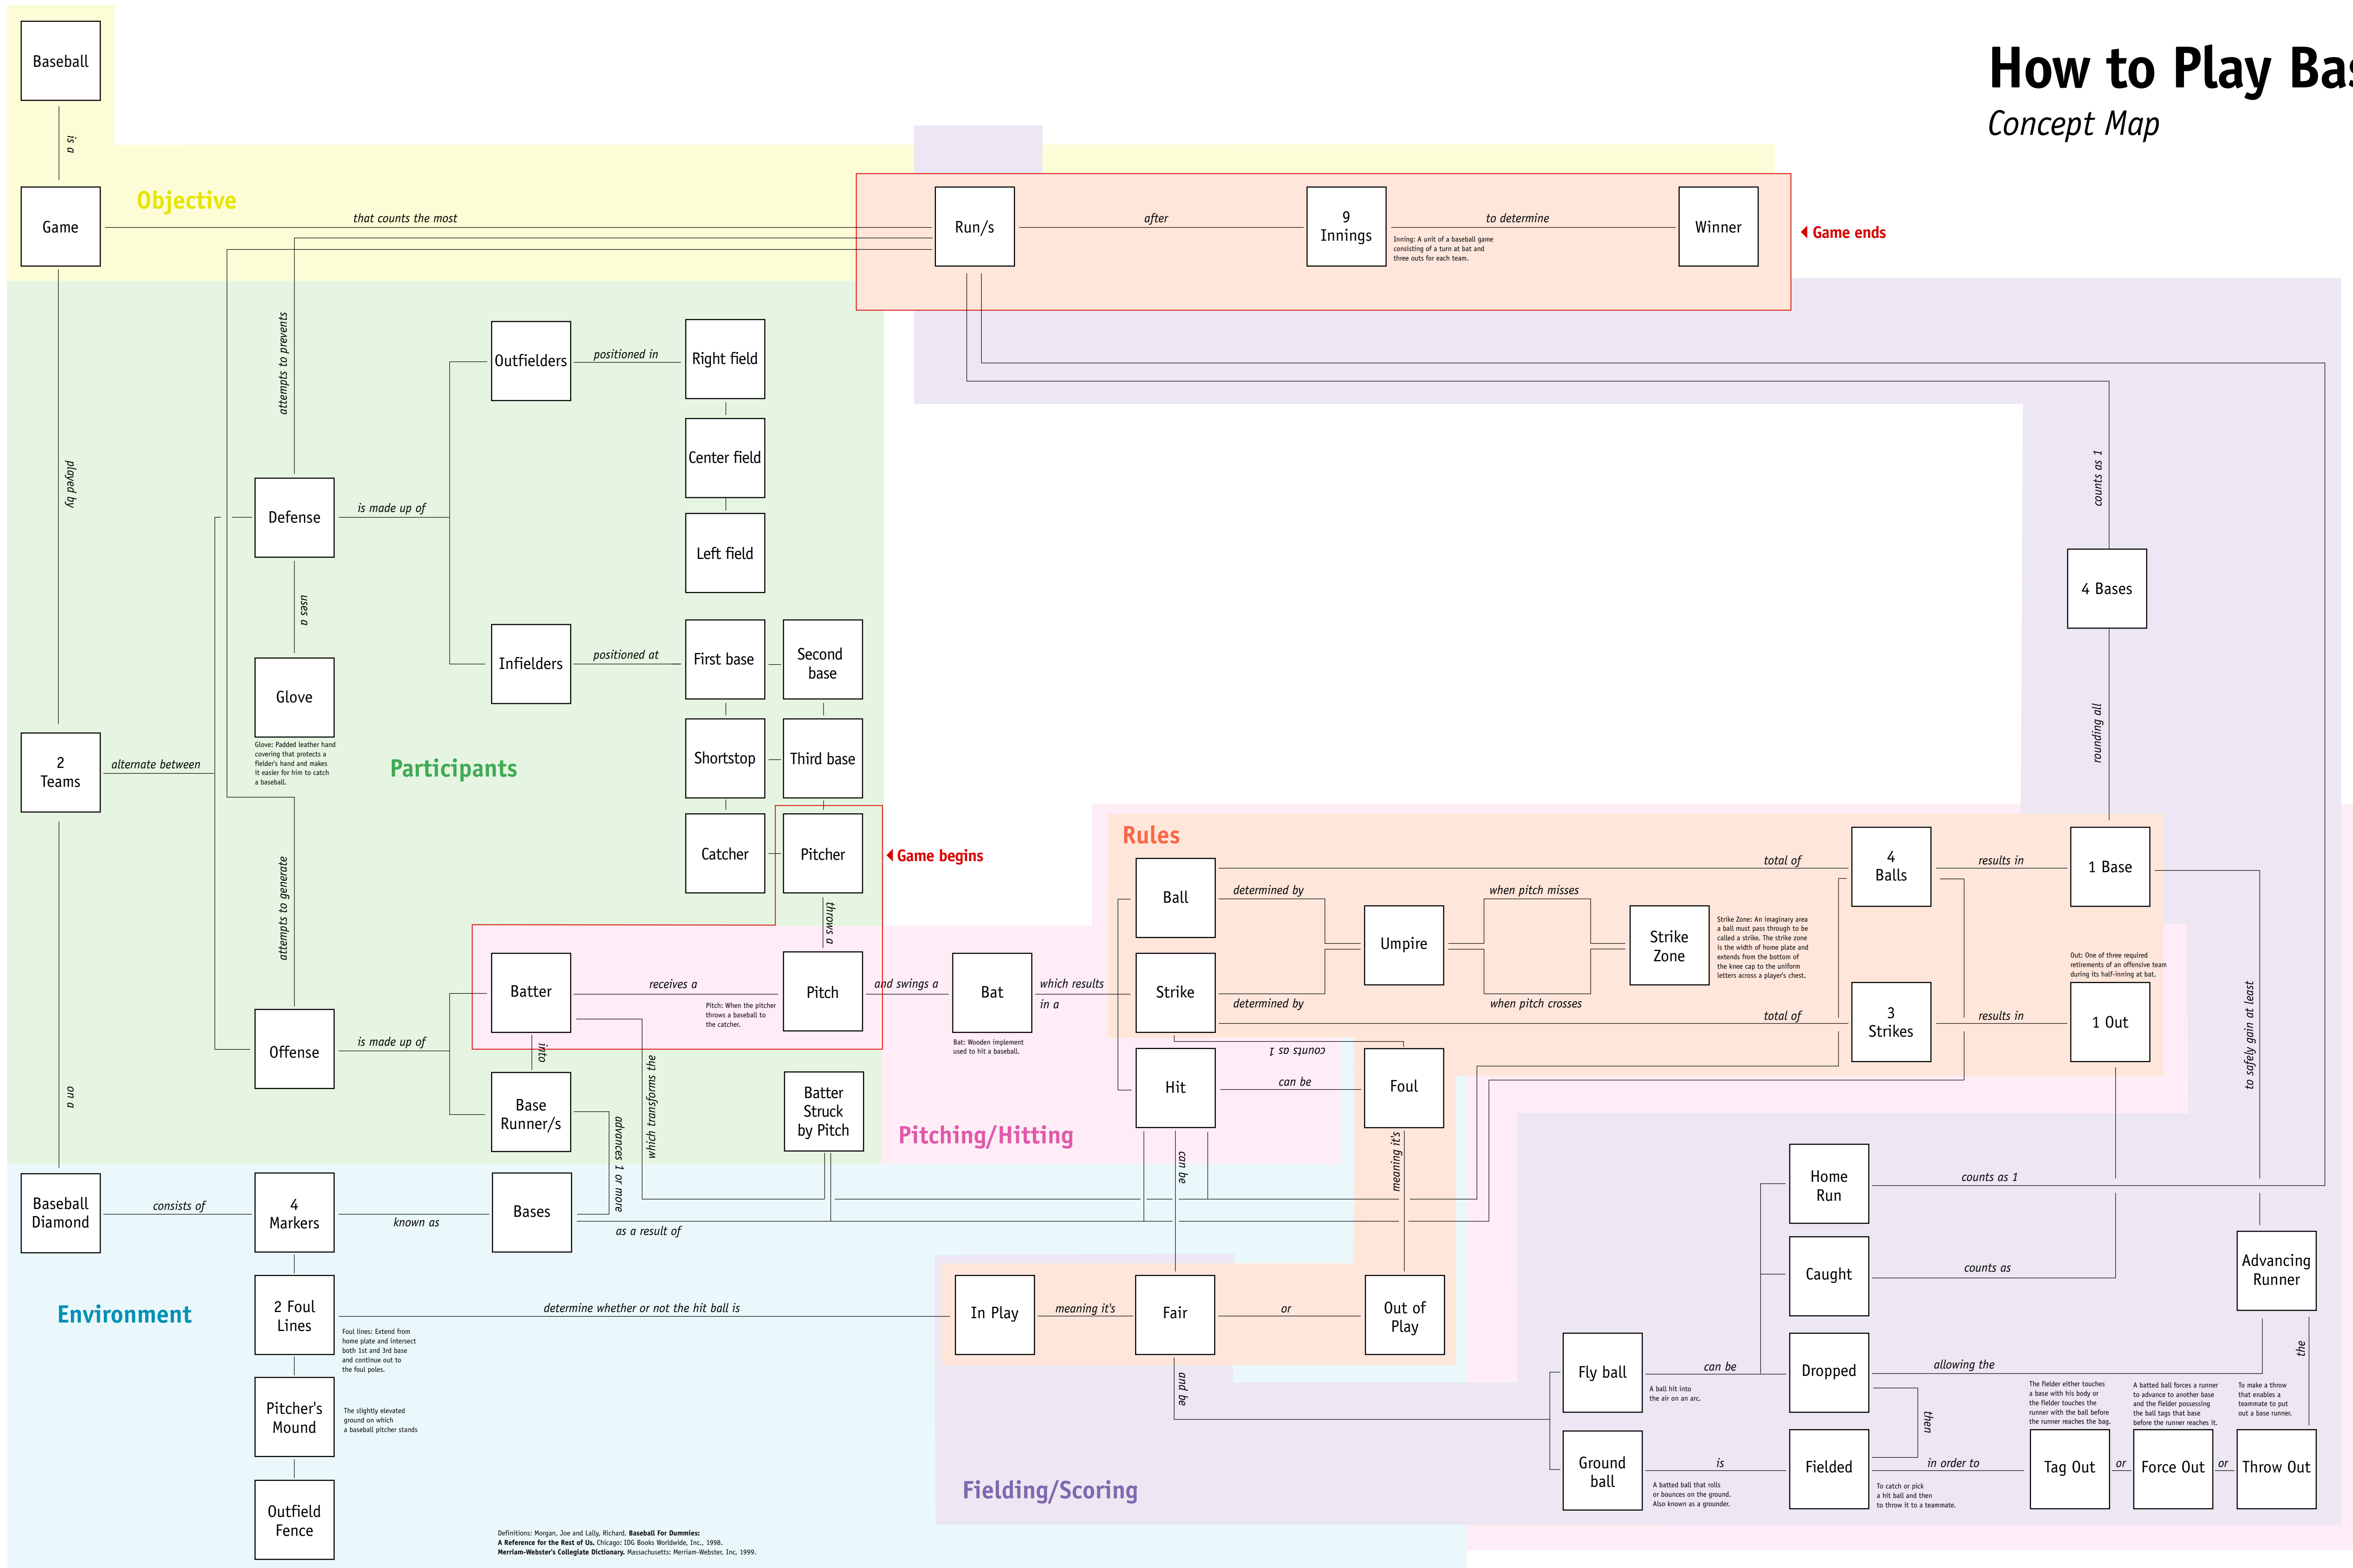 How to Play Bas
Concept Map
Baseball
is a
Objective
Game
that counts the most
Run/s
after
9
Innings
Inning: A unit of a baseball game
consisting of a turn at bat and
three outs for each team.
to determine
Winner
Game ends
played by
attempts to prevents
Outfielders
positioned in
Right field
Center field
Left field
Defense
is made up of
uses a
Glove
Glove: Padded leather hand
covering that protects a
fielder's hand and makes
it easier for him to catch
a baseball.
Infielders
positioned at
First base
Second
base
Shortstop
Third base
Catcher
Pitcher
Game begins
Participants
2
Teams
alternate between
attempts to generate
throws a
Offense
is made up of
Batter
receives a
Pitch
Pitch: When the pitcher
throws a baseball to
the catcher.
into
Base
Runner/s
which transforms the
advances 1 or more
Batter
Struck
by Pitch
and swings a
Bat
Bat: Wooden implement
used to hit a baseball.
which results
in a
Pitching/Hitting
Rules
Ball
total of
4
Balls
results in
1 Base
determined by
Umpire
when pitch misses
Strike
Zone
Strike Zone: An imaginary area
a ball must pass through to be
called a strike. The strike zone
is the width of home plate and
extends from the bottom of
the knee cap to the uniform
letters across a player's chest.
Strike
determined by
when pitch crosses
total of
3
Strikes
results in
1 Out
Out: One of three required
retirements of an offensive team
during its half-inning at bat.
counts as 1
Hit
can be
Foul
can be
meaning it's
counts as 1
4 Bases
rounding all
to safely gain at least
on a
Baseball
Diamond
consists of
4
Markers
known as
Bases
as a result of
Environment
2 Foul
Lines
Foul lines: Extend from
home plate and intersect
both 1st and 3rd base
and continue out to
the foul poles.
determine whether or not the hit ball is
In Play
meaning it's
Fair
or
Out of
Play
Pitcher's
Mound
The slightly elevated
ground on which
a baseball pitcher stands
Outfield
Fence
and be
Fielding/Scoring
Fly ball
A ball hit into
the air on an arc.
can be
Home
Run
counts as 1
Caught
counts as
Dropped
allowing the
Advancing
Runner
the
then
Ground
ball
A batted ball that rolls
or bounces on the ground.
Also known as a grounder.
is
Fielded
To catch or pick
a hit ball and then
to throw it to a teammate.
in order to
The fielder either touches
a base with his body or
the fielder touches the
runner with the ball before
the runner reaches the bag.
Tag Out
or
A batted ball forces a runner
to advance to another base
and the fielder possessing
the ball tags that base
before the runner reaches it.
Force Out
or
To make a throw
that enables a
teammate to put
out a base runner.
Throw Out
Definitions: Morgan, Joe and Lally, Richard. Baseball For Dummies:
A Reference for the Rest of Us. Chicago: IDG Books Worldwide, Inc., 1998.
Merriam-Webster's Collegiate Dictionary. Massachusetts: Merriam-Webster, Inc, 1999.